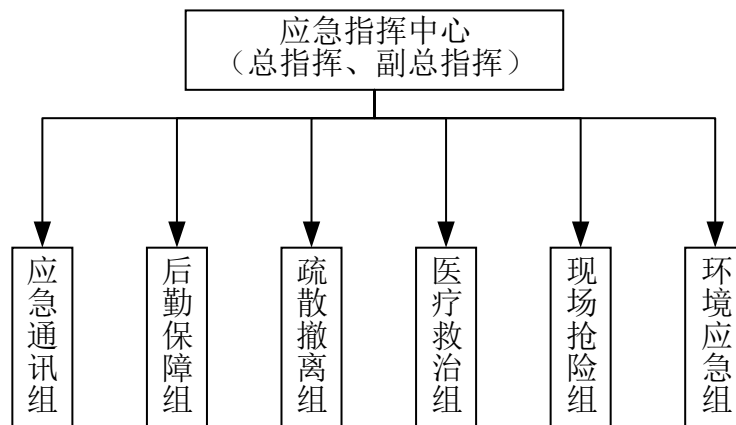 应急指挥中心
（总指挥、副总指挥）
应急通讯组
后勤保障组
疏散撤离组
医疗救治组
现场抢险组
环境应急组